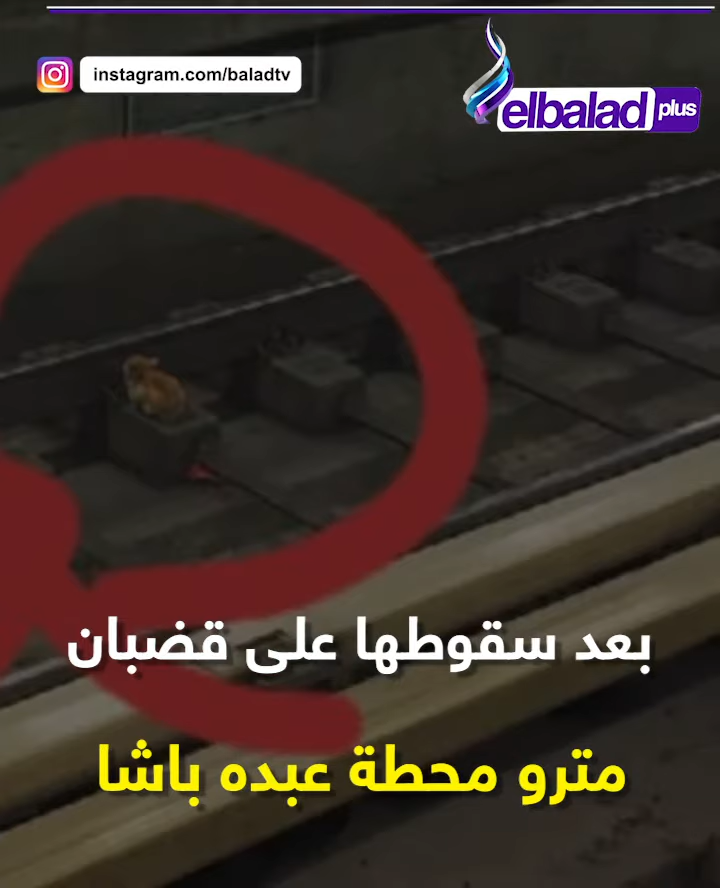 instagram.com/baladtv
elbalad plus
بعد سقوطها على قضبان
مترو محطة عبده باشا